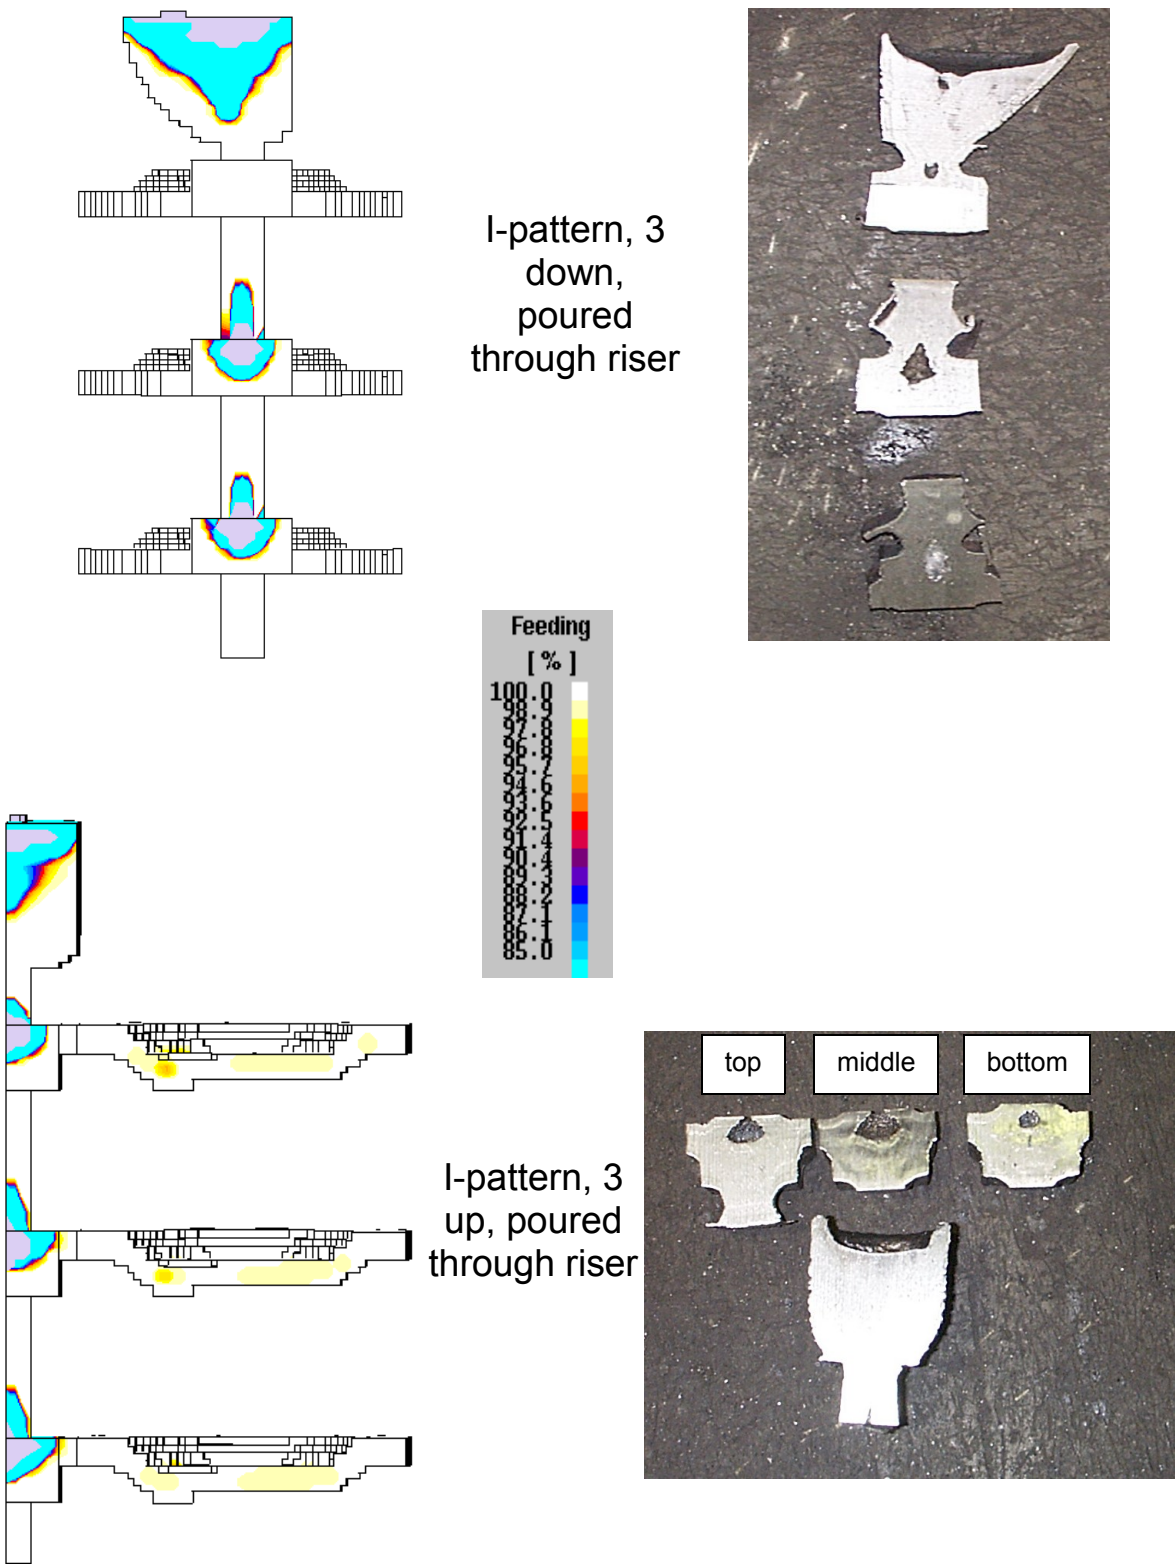 I-pattern, 3
down,
poured
through riser
Feeding
[ % ]
100.0
98.9
97.8
96.8
95.7
94.6
93.6
92.5
91.4
90.4
89.3
88.2
87.1
86.1
85.0
top
middle
bottom
I-pattern, 3
up, poured
through riser